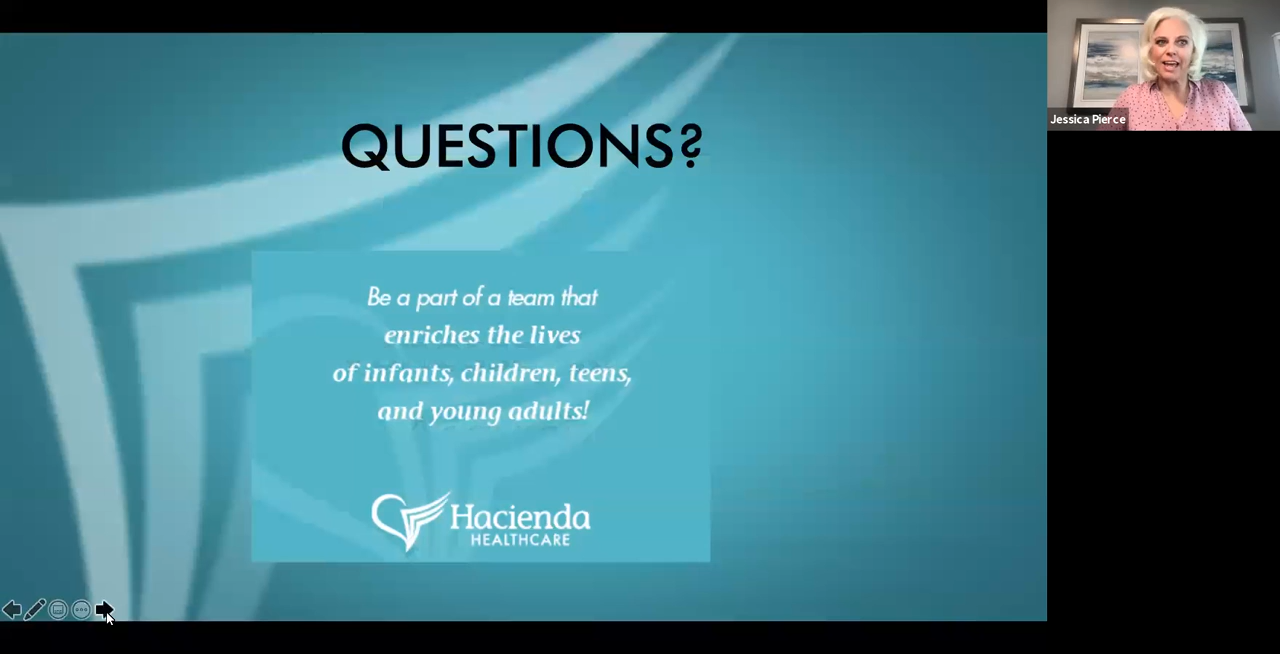 QUESTIONS?
Be a part of a team that
enriches the lives
of infants, children, teens,
and young adults!
Hacienda
HEALTHCARE
Jessica Pierce